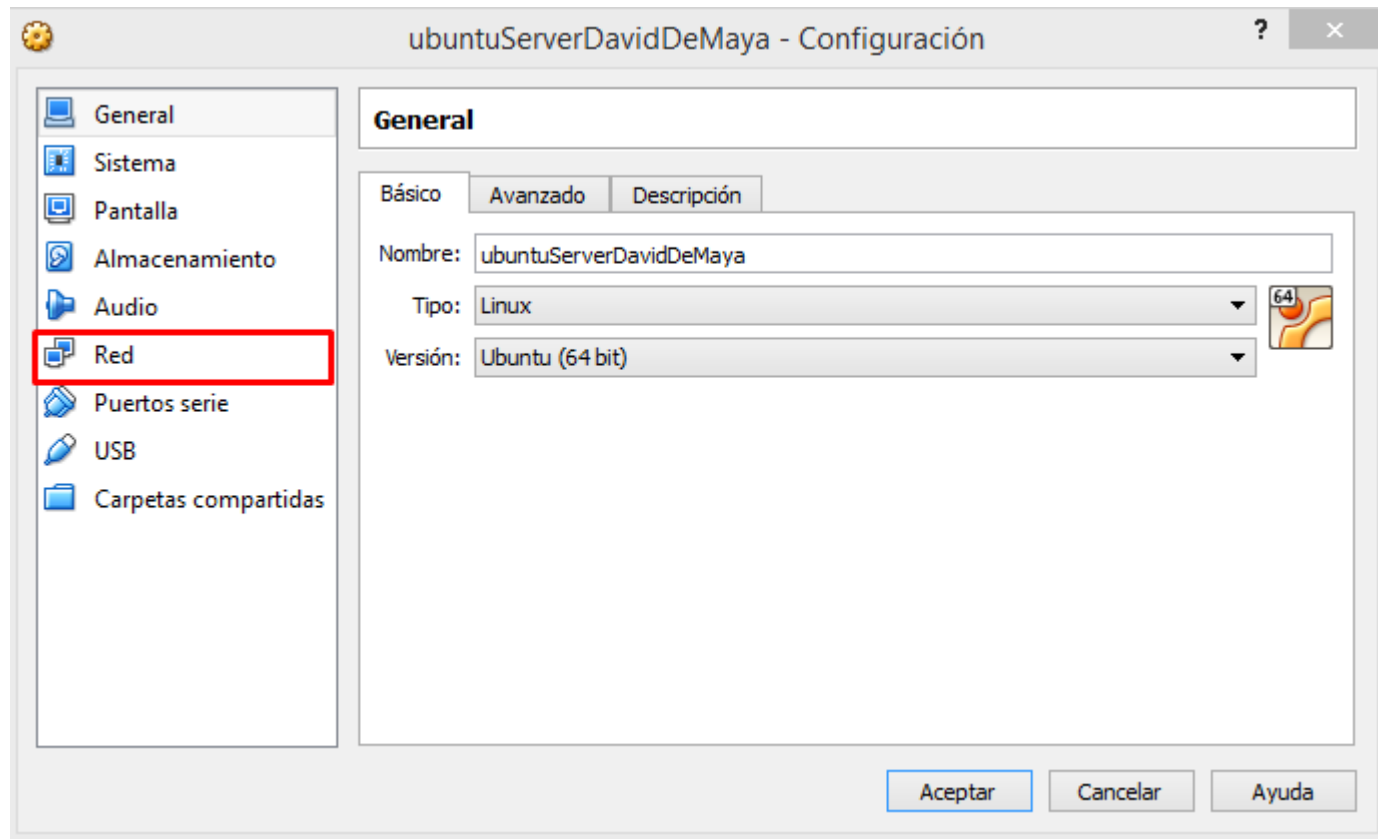 ubuntuServerDavidDeMaya - Configuración
?
×
General
Sistema
Pantalla
Almacenamiento
Audio
Red
Puertos serie
USB
Carpetas compartidas
General
Básico Avanzado Descripción
Nombre: ubuntuServerDavidDeMaya
Tipo: Linux
64
Versión: Ubuntu (64 bit)
Aceptar Cancelar Ayuda